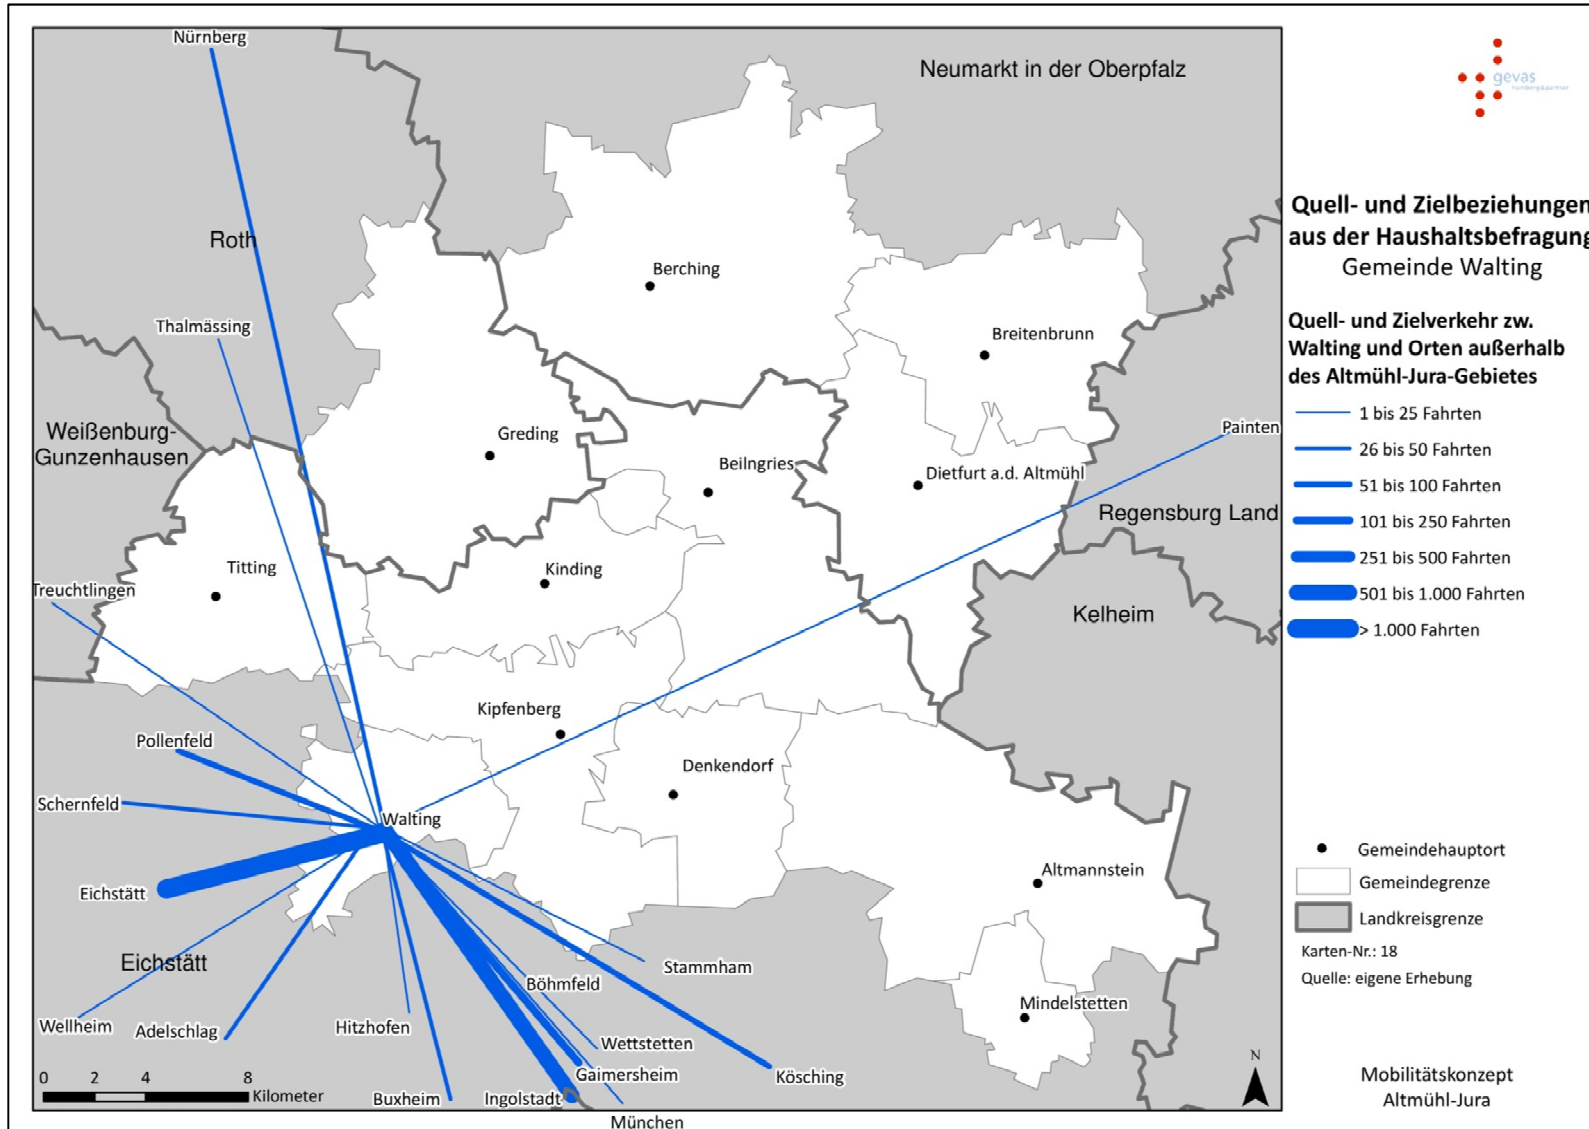 Nürnberg
Neumarkt in der Oberpfalz
gevas
humberg & partner
Quell- und Zielbeziehungen
aus der Haushaltsbefragung
Gemeinde Walting
Roth
Berching
Thalmässing
Breitenbrunn
Quell- und Zielverkehr zw.
Walting und Orten außerhalb
des Altmühl-Jura-Gebietes
1 bis 25 Fahrten
26 bis 50 Fahrten
51 bis 100 Fahrten
101 bis 250 Fahrten
251 bis 500 Fahrten
501 bis 1.000 Fahrten
> 1.000 Fahrten
Weißenburg-
Gunzenhausen
Greding
Painten
Beilngries
Dietfurt a.d. Altmühl
Regensburg Land
Titting
Kinding
Treuchtlingen
Kelheim
Kipfenberg
Pollenfeld
Denkendorf
Schernfeld
Walting
Eichstätt
Altmannstein
Gemeindehauptort
Gemeindegrenze
Landkreisgrenze
Karten-Nr.: 18
Quelle: eigene Erhebung
Eichstätt
Stammham
Böhmfeld
Mindelstetten
Wellheim
Adelschlag
Hitzhofen
Wettstetten
Gaimersheim
Kösching
N
0 2 4 8
Kilometer
Buxheim
Ingolstadt
München
Mobilitätskonzept
Altmühl-Jura